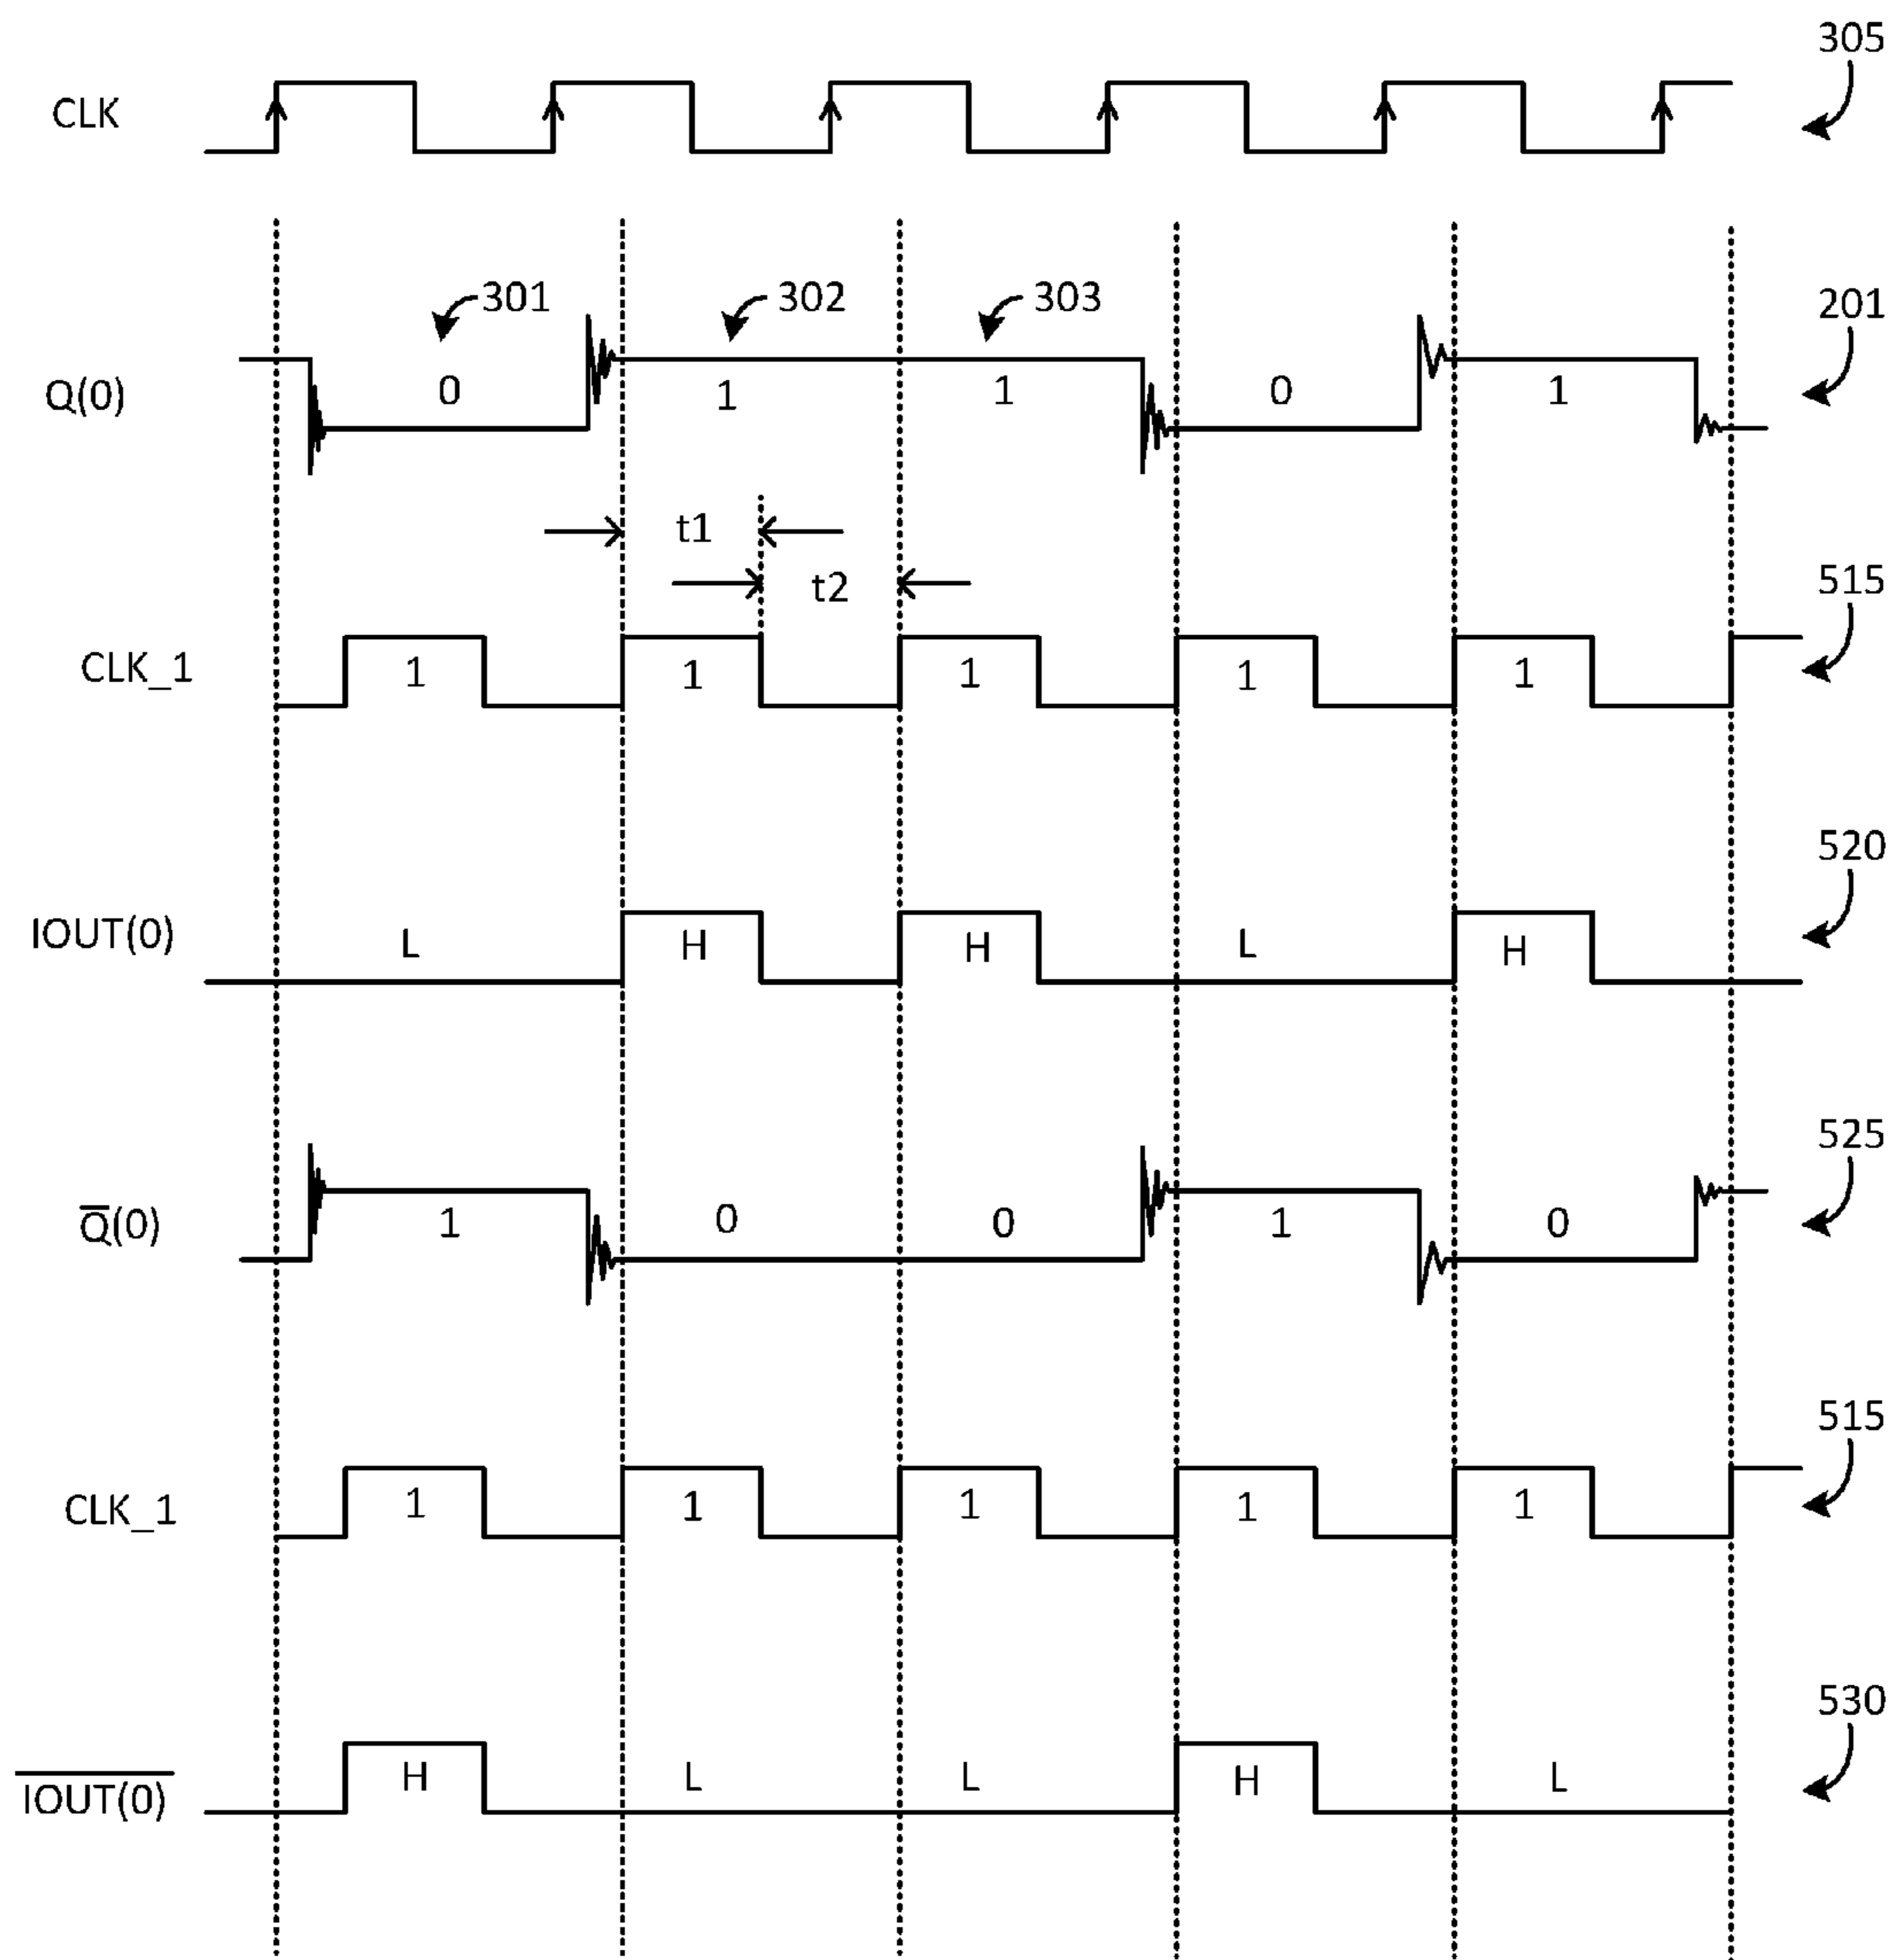 305
CLK
301 302 303 201
Q(0) 0 1 1 0 1
t1
t2 515
CLK_1 1 1 1 1 1
520
IOUT(0) L H H L H
525
Q̅(0) 1 0 0 1 0
515
CLK_1 1 1 1 1 1
530
I̅O̅U̅T̅(̅0̅)̅ H L L H L